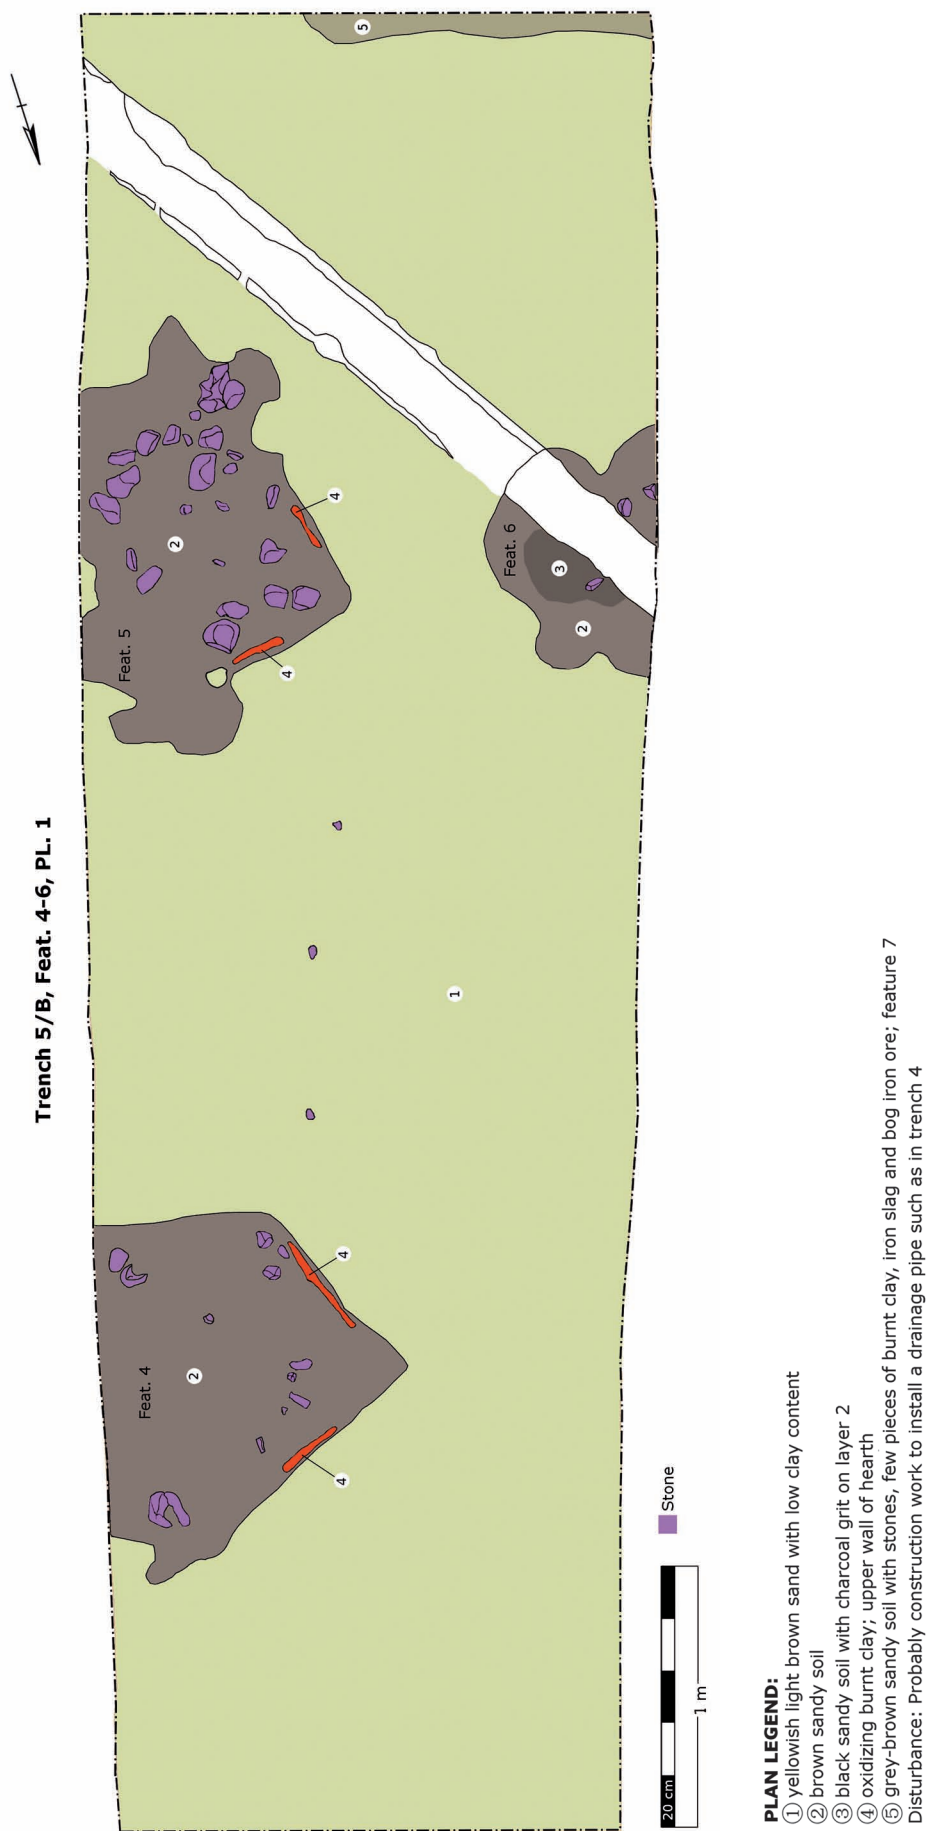 Trench 5/B, Feat. 4-6, PL. 1
5
4
2
Feat. 5
4
Feat. 6
3
2
1
4
Feat. 4
2
4
Stone
20 cm
1 m
PLAN LEGEND:
① yellowish light brown sand with low clay content
② brown sandy soil
③ black sandy soil with charcoal grit on layer 2
④ oxidizing burnt clay; upper wall of hearth
⑤ grey-brown sandy soil with stones, few pieces of burnt clay, iron slag and bog iron ore; feature 7
Disturbance: Probably construction work to install a drainage pipe such as in trench 4